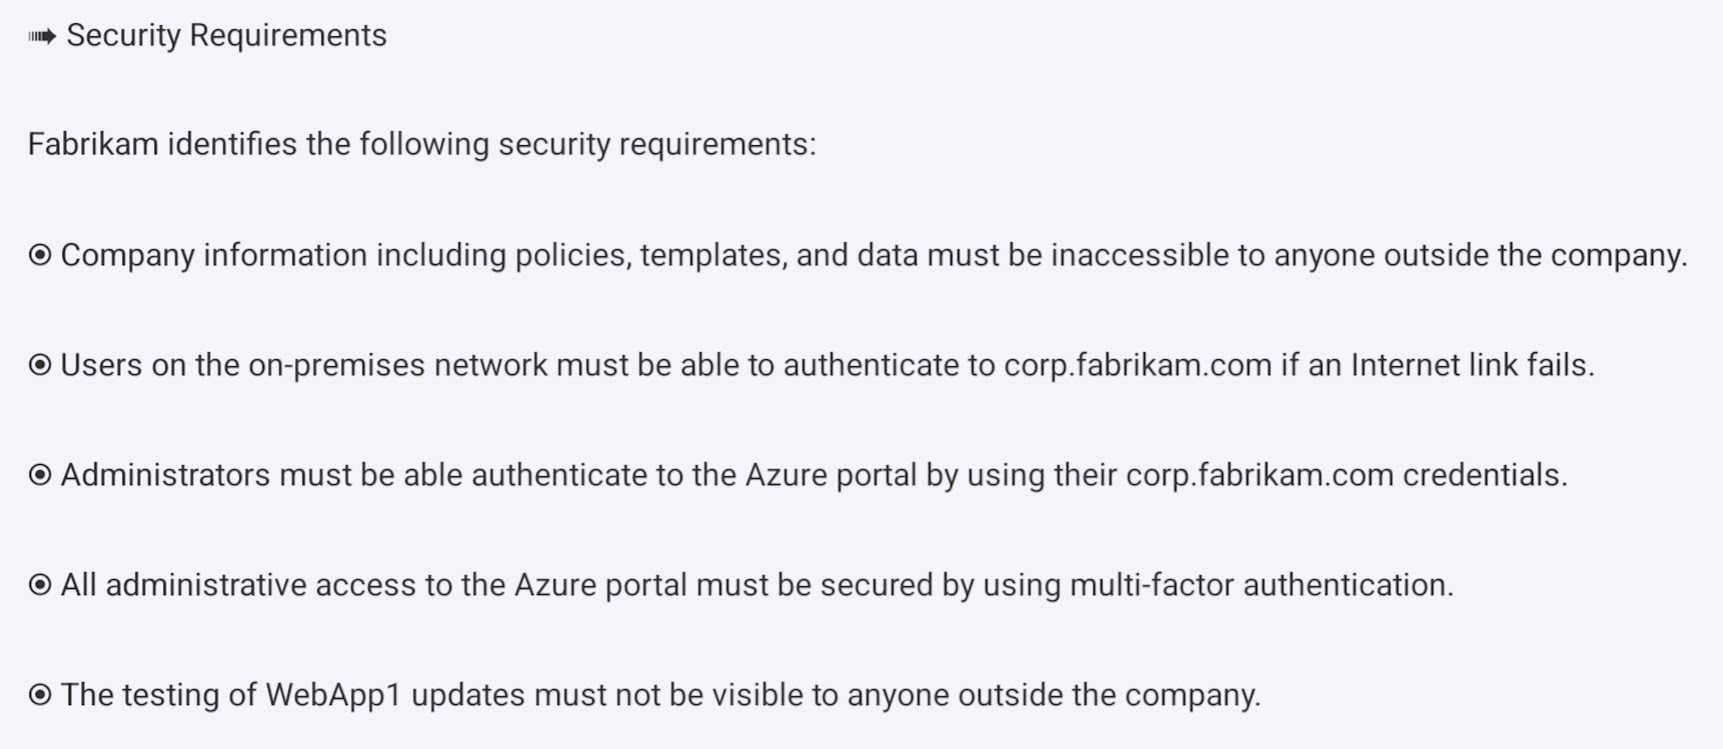 ➠ Security Requirements
Fabrikam identifies the following security requirements:
⦿ Company information including policies, templates, and data must be inaccessible to anyone outside the company.
⦿ Users on the on-premises network must be able to authenticate to corp.fabrikam.com if an Internet link fails.
⦿ Administrators must be able authenticate to the Azure portal by using their corp.fabrikam.com credentials.
⦿ All administrative access to the Azure portal must be secured by using multi-factor authentication.
⦿ The testing of WebApp1 updates must not be visible to anyone outside the company.